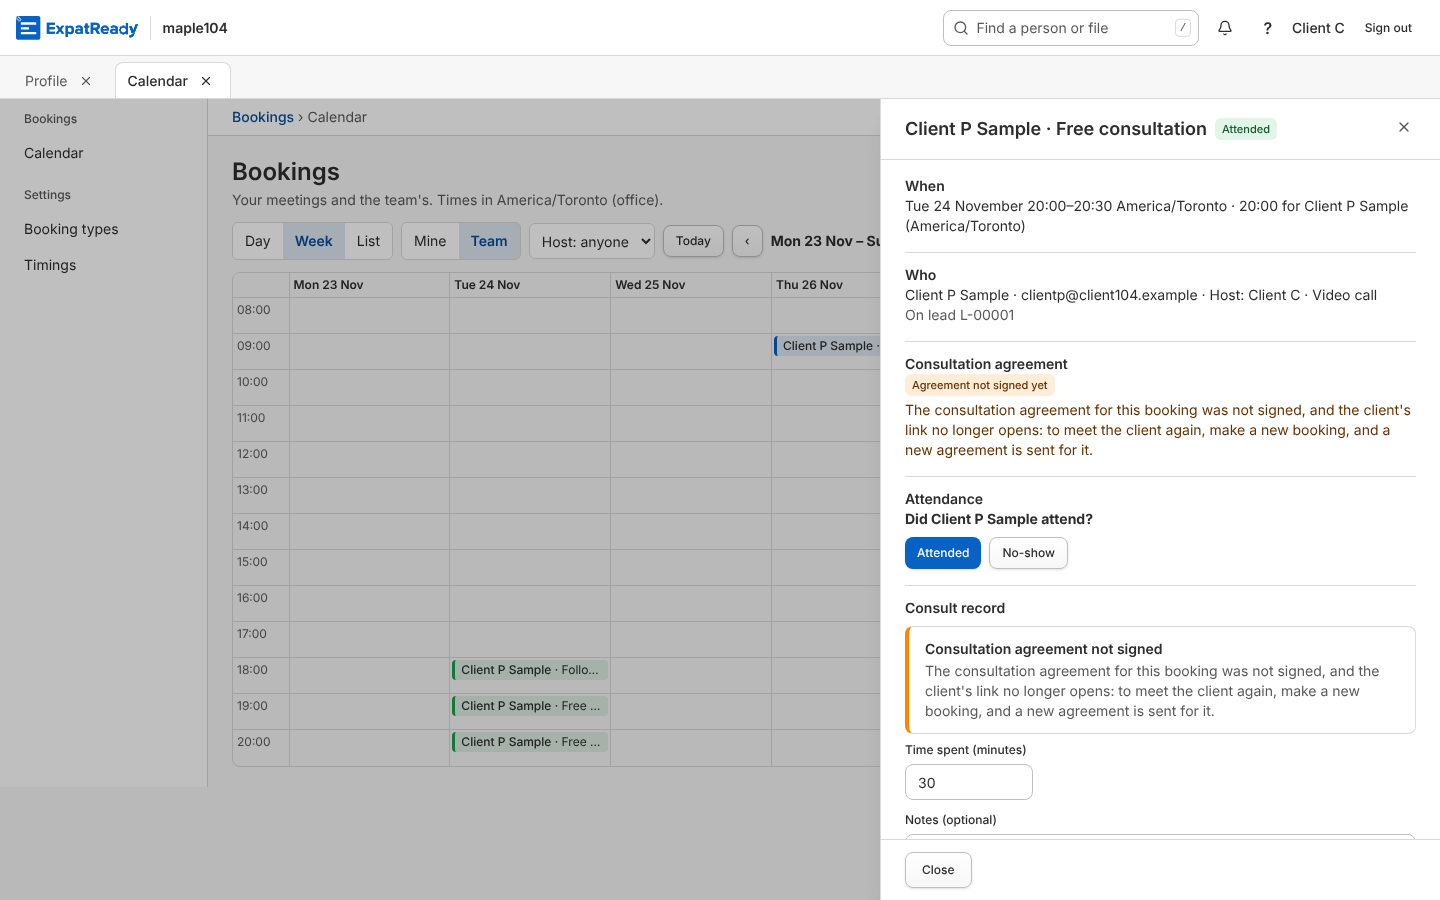 ExpatReady
maple104
Find a person or file
/
?
Client C
Sign out
Profile
Calendar
Bookings
Calendar
Settings
Booking types
Timings
Bookings › Calendar
Bookings
Your meetings and the team's. Times in America/Toronto (office).
Day
Week
List
Mine
Team
Host: anyone
Today
‹
Mon 23 Nov – Su
Mon 23 Nov
Tue 24 Nov
Wed 25 Nov
Thu 26 Nov
08:00
09:00
Client P Sample ·
10:00
11:00
12:00
13:00
14:00
15:00
16:00
17:00
18:00
Client P Sample · Follo...
19:00
Client P Sample · Free ...
20:00
Client P Sample · Free ...
Client P Sample · Free consultation
Attended
When
Tue 24 November 20:00–20:30 America/Toronto · 20:00 for Client P Sample
(America/Toronto)
Who
Client P Sample · clientp@client104.example · Host: Client C · Video call
On lead L-00001
Consultation agreement
Agreement not signed yet
The consultation agreement for this booking was not signed, and the client's
link no longer opens: to meet the client again, make a new booking, and a
new agreement is sent for it.
Attendance
Did Client P Sample attend?
Attended
No-show
Consult record
Consultation agreement not signed
The consultation agreement for this booking was not signed, and the
client's link no longer opens: to meet the client again, make a new
booking, and a new agreement is sent for it.
Time spent (minutes)
30
Notes (optional)
Close